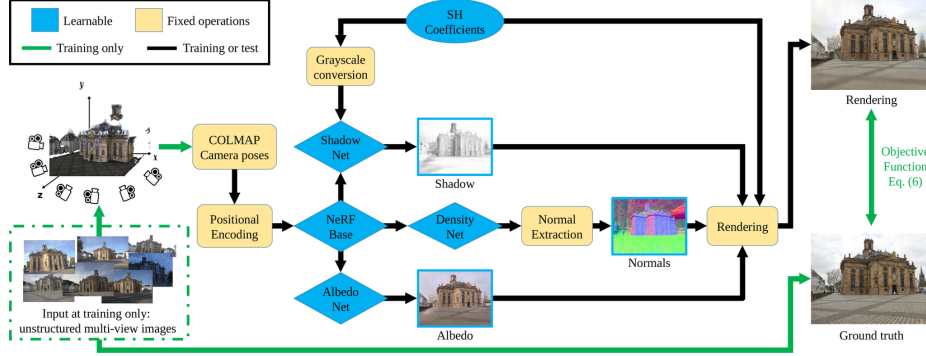 Learnable
Fixed operations
Training only
Training or test
SH
Coefficients
Grayscale
conversion
y
x
z
COLMAP
Camera poses
Shadow
Net
Shadow
Rendering
Objective
Function
Eq. (6)
Positional
Encoding
NeRF
Base
Density
Net
Normal
Extraction
Normals
Rendering
Albedo
Net
Albedo
Input at training only:
unstructured multi-view images
Ground truth